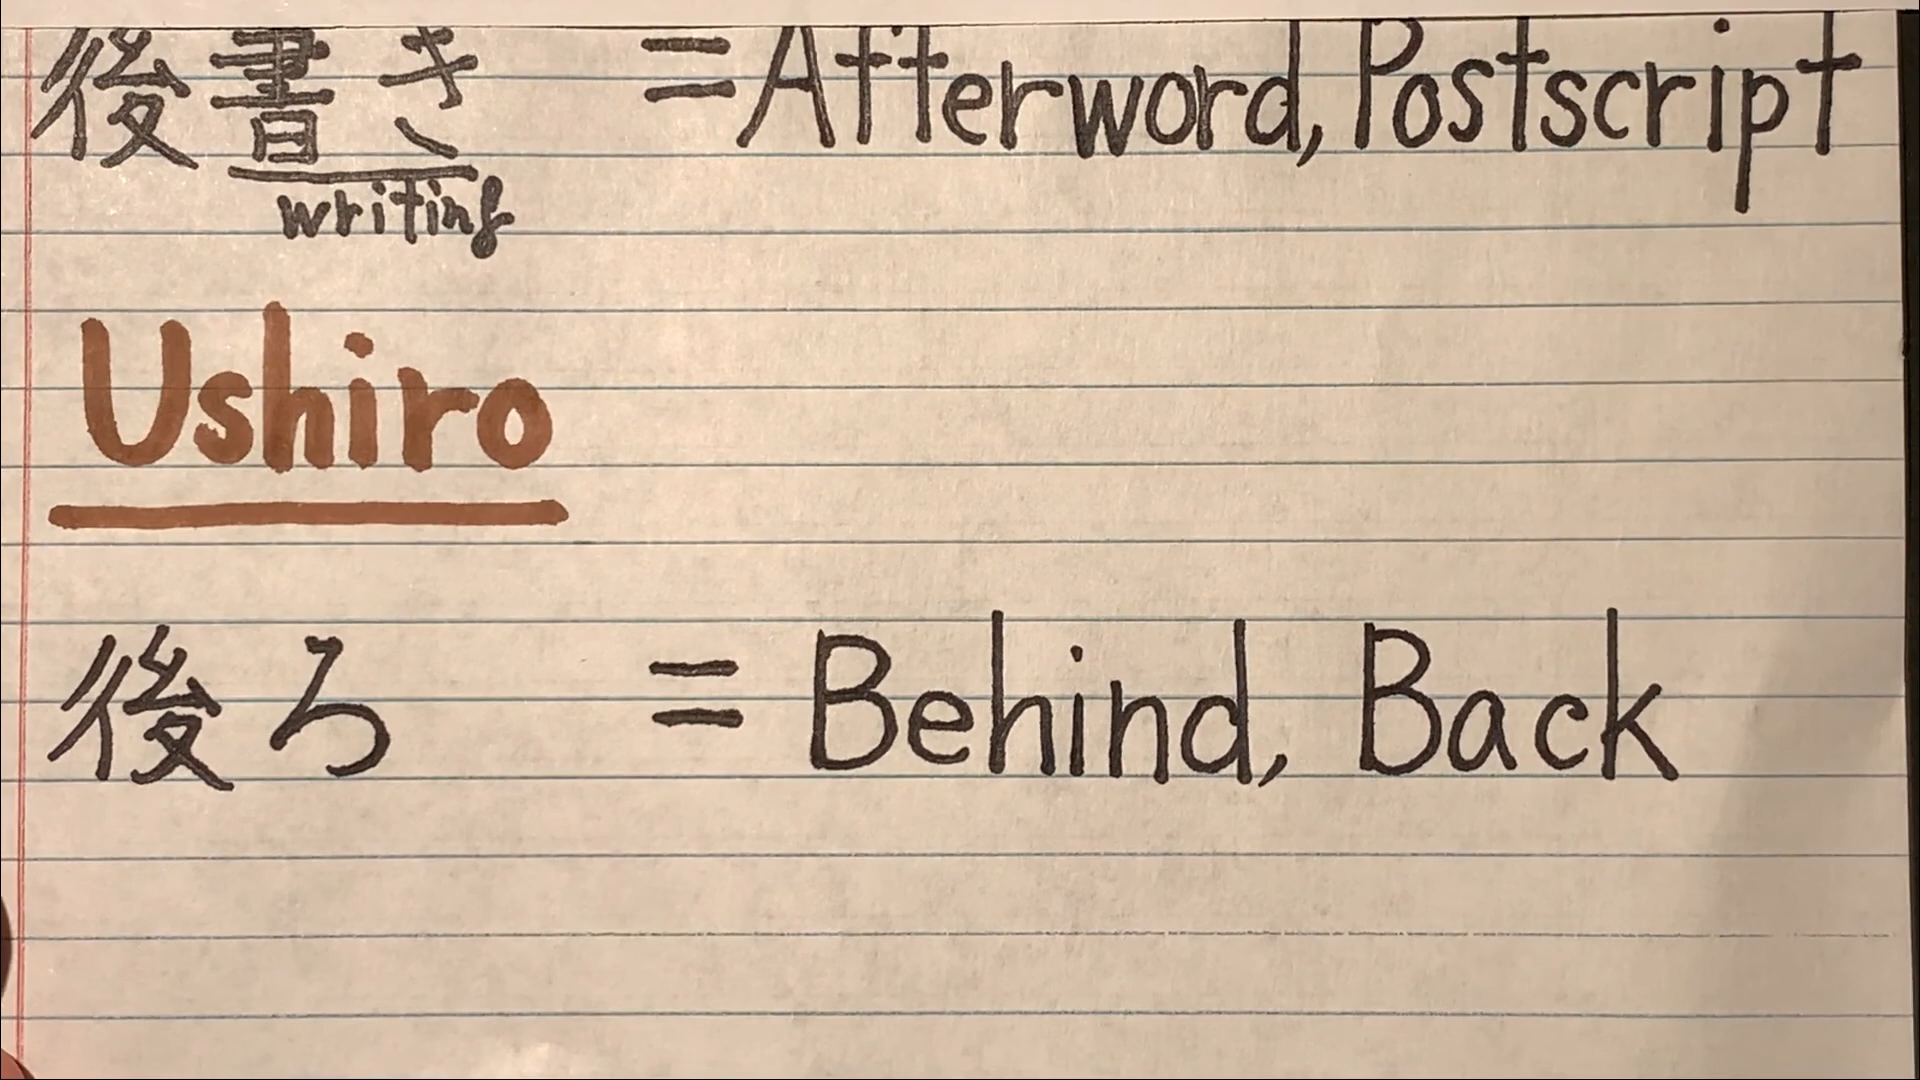 後書き = Afterword, Postscript
writing
Ushiro
後ろ = Behind, Back